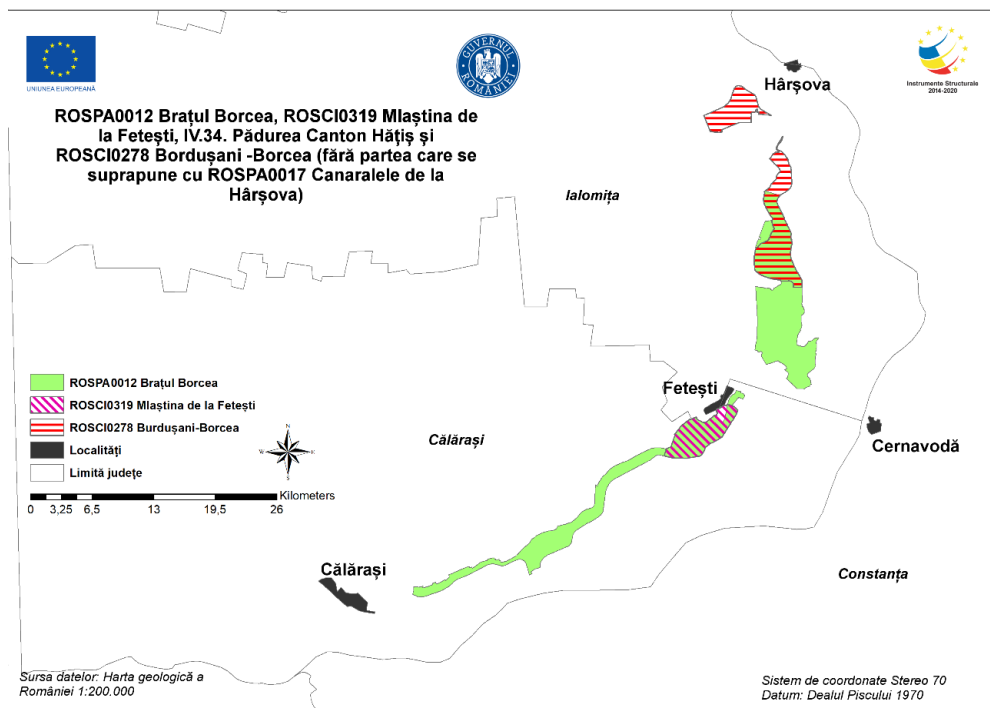 UNIUNEA EUROPEANĂ
GUVERNUL ROMÂNIEI
Instrumente Structurale
2014-2020
ROSPA0012 Brațul Borcea, ROSCI0319 Mlaștina de
la Fetești, IV.34. Pădurea Canton Hățiș și
ROSCI0278 Bordușani -Borcea (fără partea care se
suprapune cu ROSPA0017 Canaralele de la
Hârșova)
Hârșova
Ialomița
ROSPA0012 Brațul Borcea
ROSCI0319 Mlaștina de la Fetești
ROSCI0278 Burdușani-Borcea
Localități
Limită județe
N
W
E
S
Kilometers
0 3,25 6,5 13 19,5 26
Fetești
Călărași
Cernavodă
Călărași
Constanța
Sursa datelor: Harta geologică a
României 1:200.000
Sistem de coordonate Stereo 70
Datum: Dealul Piscului 1970